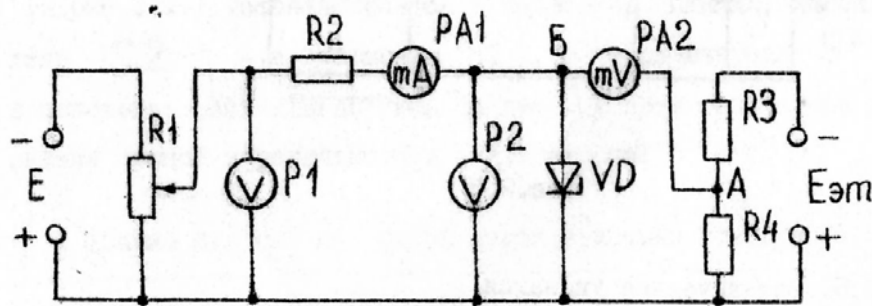 R2
PA1
Б
PA2
mA
mV
-
E
+
R1
P1
V
P2
V
VD
R3
-
A
Eэт
R4
+